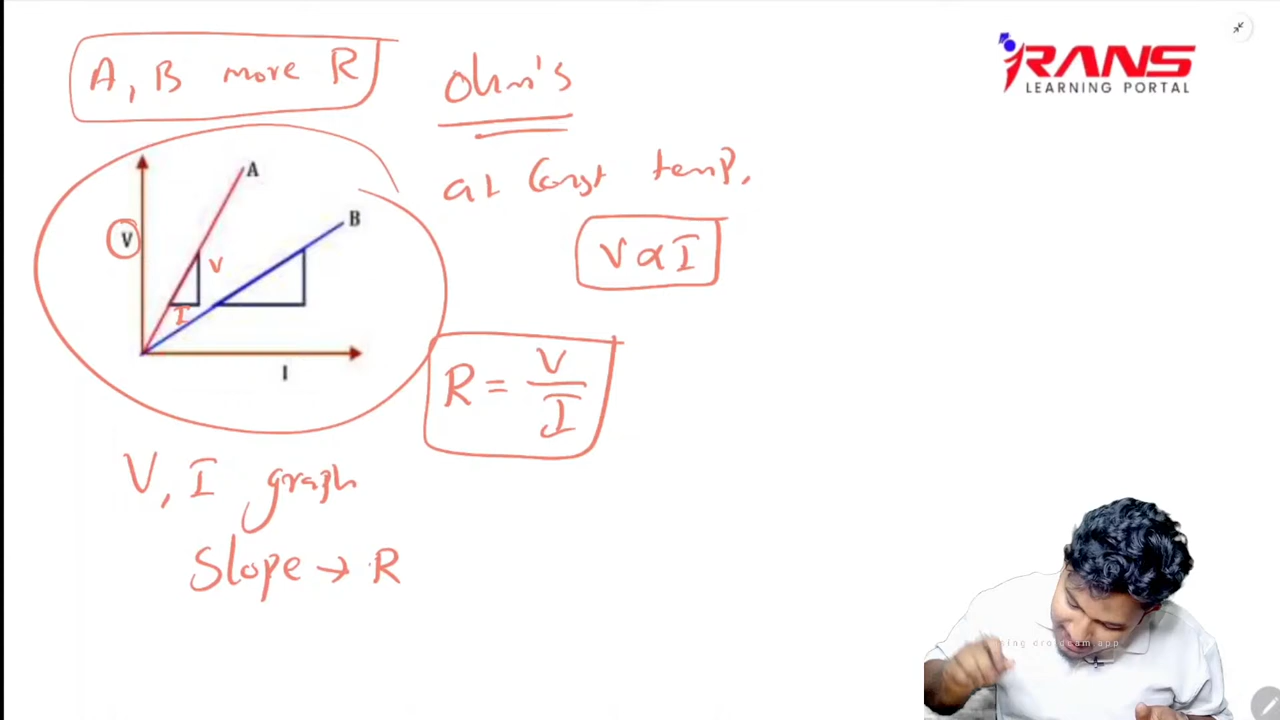 A, B more R
Ohm's
RANS
LEARNING PORTAL
at Const temp.
V ∝ I
A
B
V
V
I
I
R = V/I
V, I graph
Slope → R